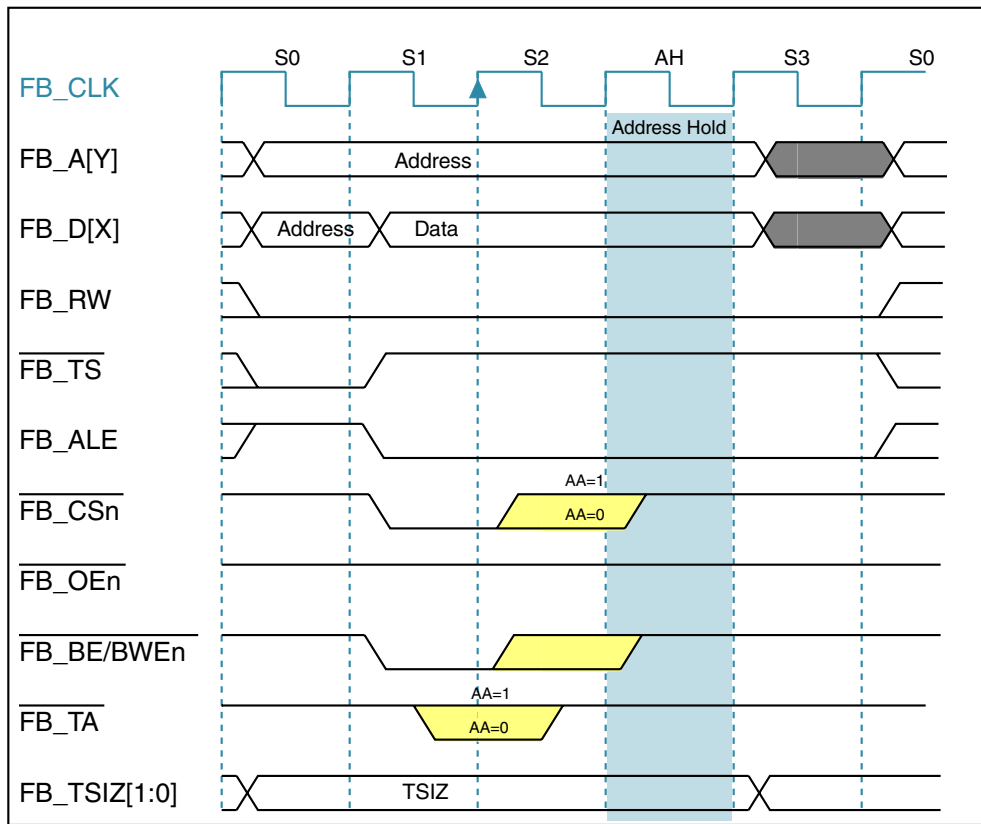 S0 S1 S2 AH S3 S0
FB_CLK
Address Hold
FB_A[Y] Address
FB_D[X] Address Data
FB_RW
FB_TS
FB_ALE
AA=1
FB_CSn AA=0
FB_OEn
FB_BE/BWEn
AA=1
FB_TA AA=0
FB_TSIZ[1:0] TSIZ